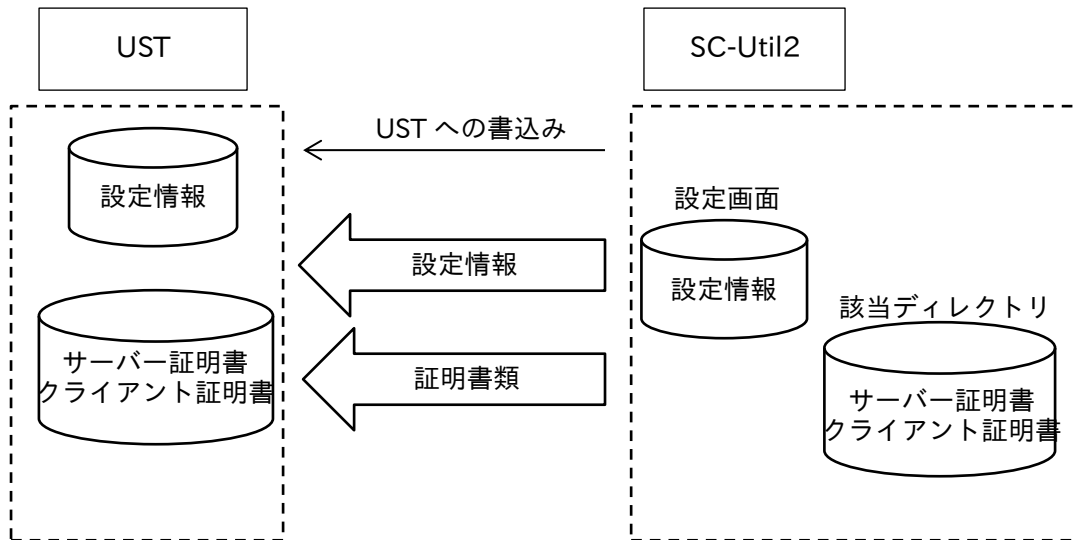 UST
SC-Util2
UST への書込み
設定情報
設定画面
設定情報
設定情報
該当ディレクトリ
サーバー証明書
クライアント証明書
証明書類
サーバー証明書
クライアント証明書